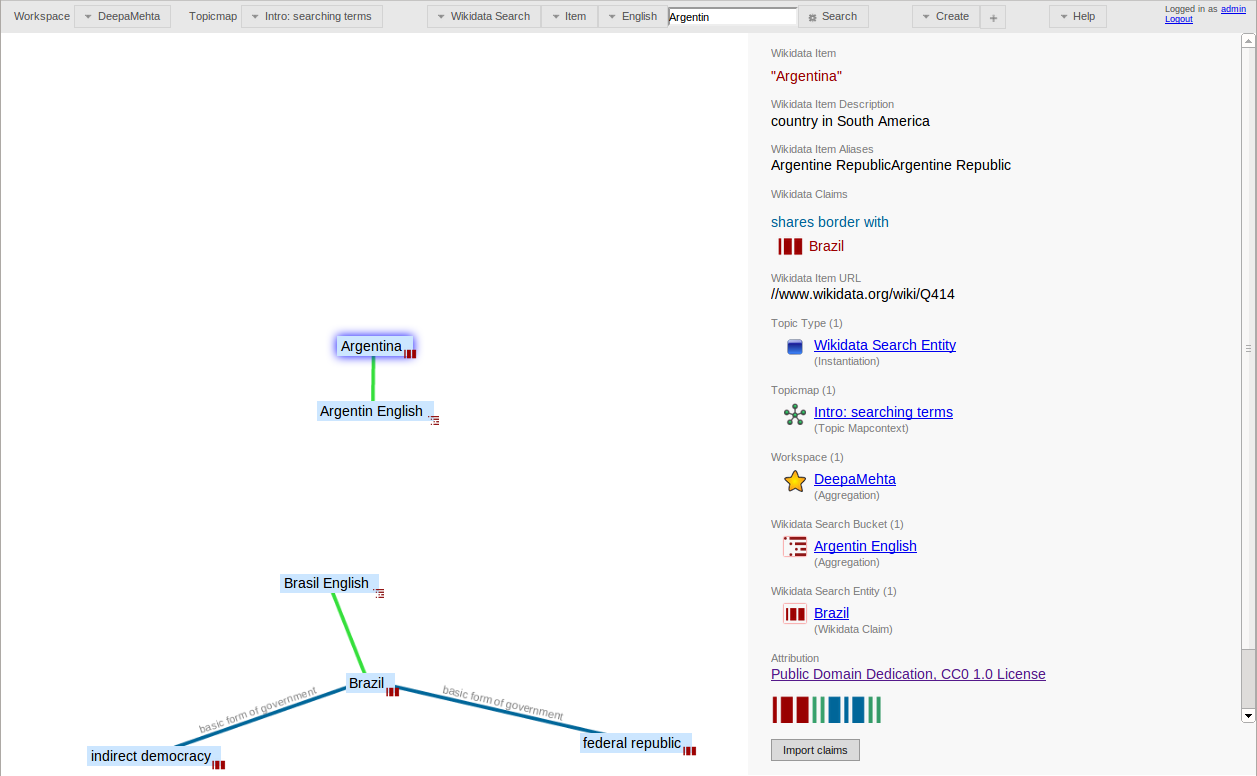 Workspace DeepaMehta Topicmap Intro: searching terms Wikidata Search Item English Argentin Search Create + Help Logged in as admin
Logout
Argentina
Argentin English
Brasil English
Brazil
basic form of government
basic form of government
indirect democracy
federal republic
Wikidata Item
"Argentina"
Wikidata Item Description
country in South America
Wikidata Item Aliases
Argentine RepublicArgentine Republic
Wikidata Claims
shares border with
Brazil
Wikidata Item URL
//www.wikidata.org/wiki/Q414
Topic Type (1)
Wikidata Search Entity
(Instantiation)
Topicmap (1)
Intro: searching terms
(Topic Mapcontext)
Workspace (1)
DeepaMehta
(Aggregation)
Wikidata Search Bucket (1)
Argentin English
(Aggregation)
Wikidata Search Entity (1)
Brazil
(Wikidata Claim)
Attribution
Public Domain Dedication, CC0 1.0 License
Import claims